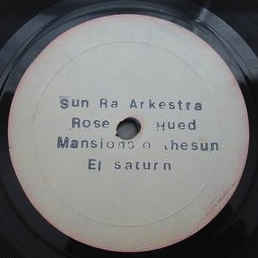 Sun Ra Arkestra
Rose Hued
Mansions o thesun
El saturn